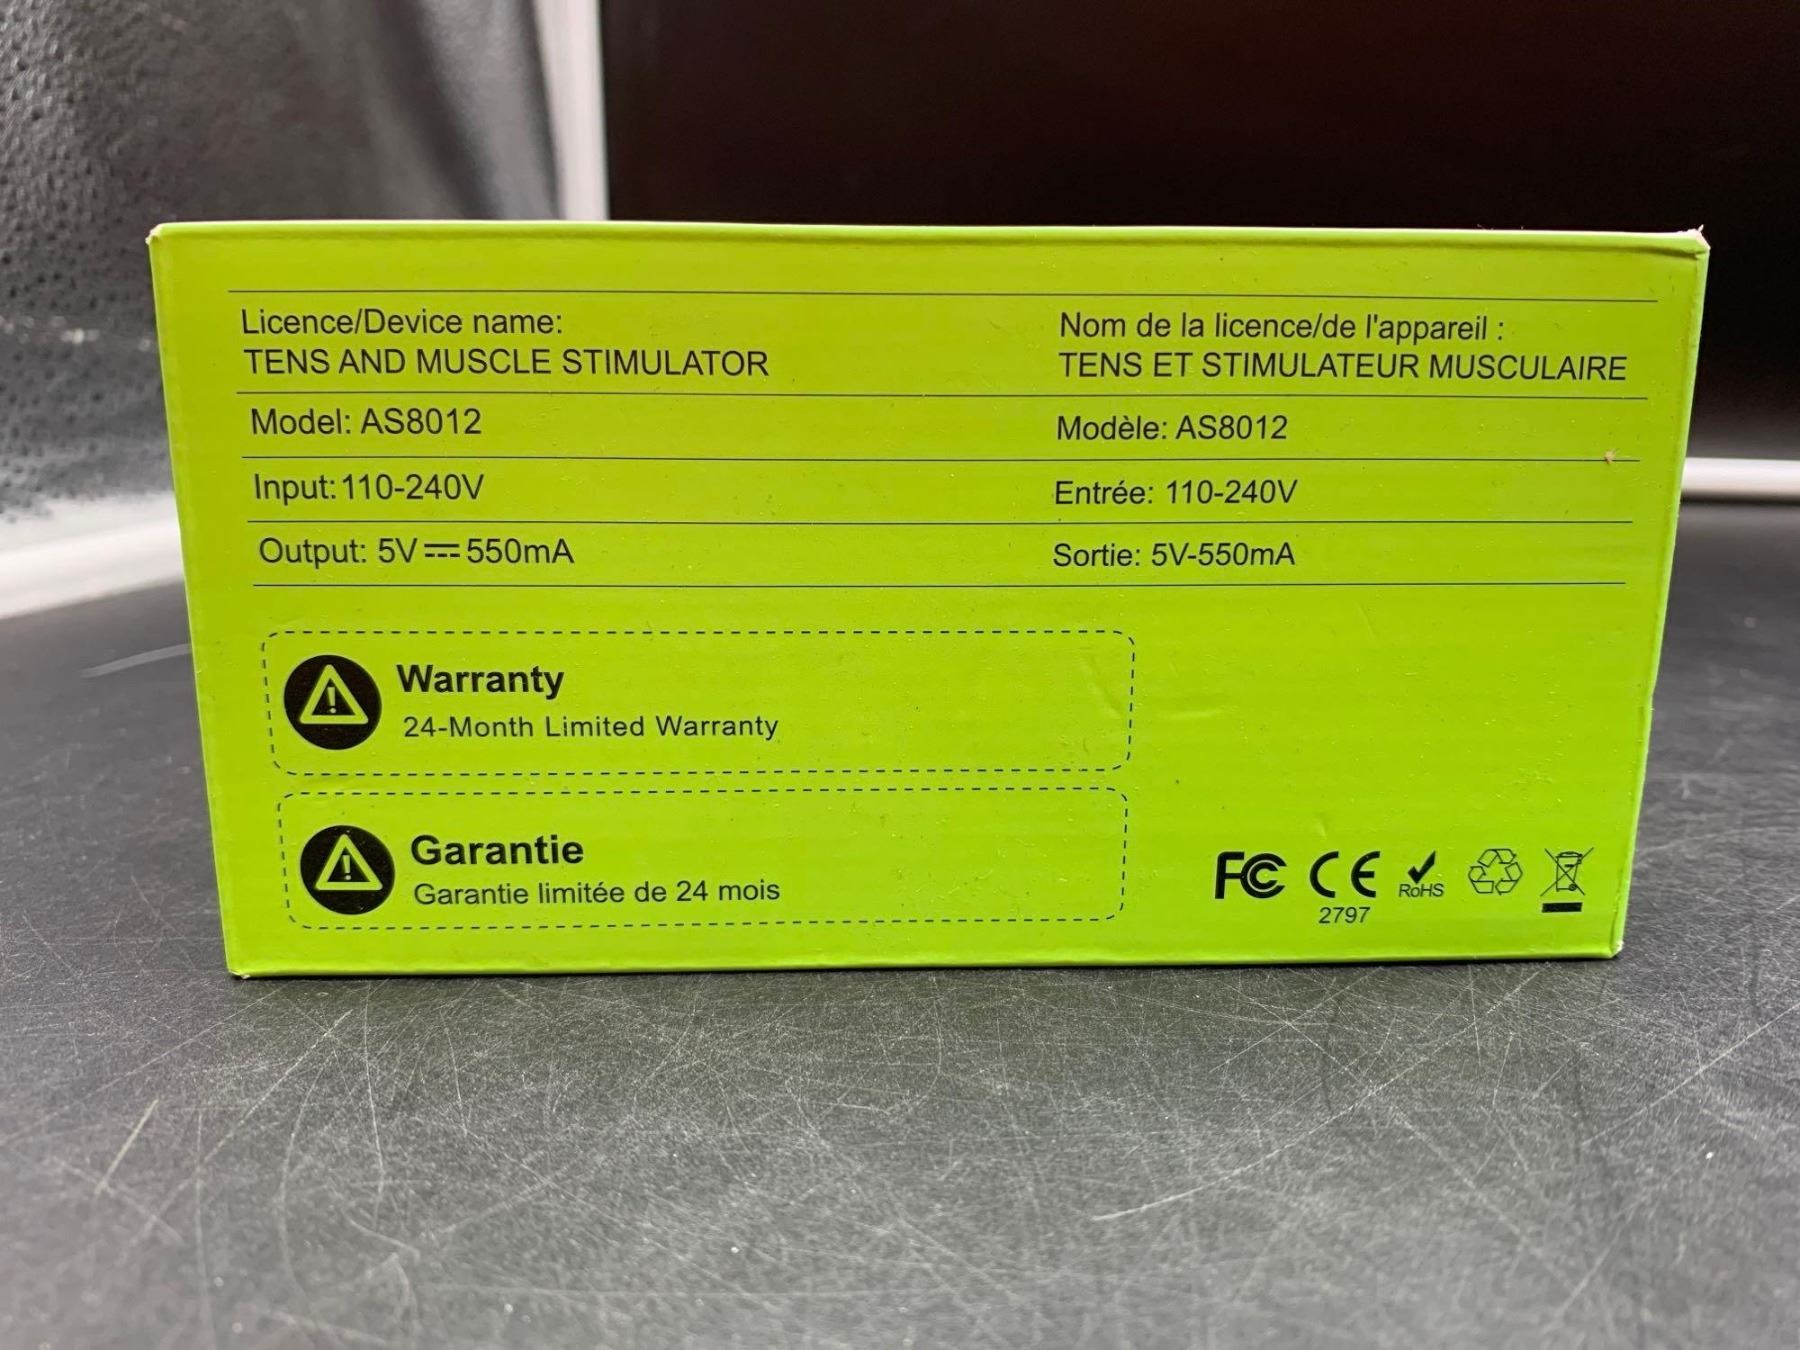 Licence/Device name:
TENS AND MUSCLE STIMULATOR
Model: AS8012
Input: 110-240V
Output: 5V⎓550mA
Nom de la licence/de l'appareil :
TENS ET STIMULATEUR MUSCULAIRE
Modèle: AS8012
Entrée: 110-240V
Sortie: 5V-550mA
Warranty
24-Month Limited Warranty
Garantie
Garantie limitée de 24 mois
FC CE RoHS
2797